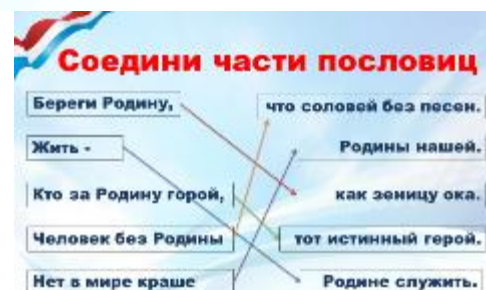 Соедини части пословиц
Береги Родину,
что соловей без песен.
Жить -
Родины нашей.
Кто за Родину горой,
как зеницу ока.
Человек без Родины
тот истинный герой.
Нет в мире краше
Родине служить.